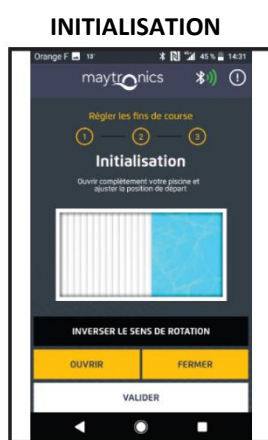 INITIALISATION
Orange F 13° 45 % 14:31
maytronics
Régler les fins de course
1 2 3
Initialisation
Ouvrir complètement votre piscine et
ajuster la position de départ
INVERSER LE SENS DE ROTATION
OUVRIR FERMER
VALIDER